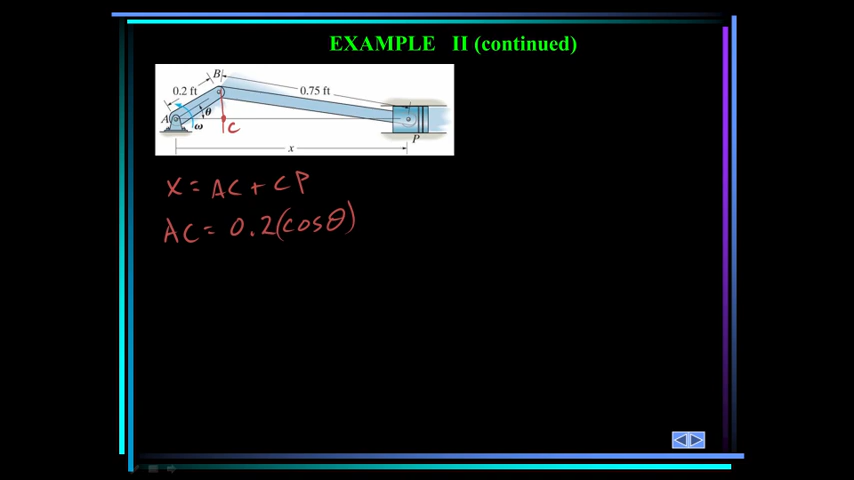 EXAMPLE II (continued)
B
0.2 ft
0.75 ft
A
θ
ω
C
P
x
X = AC + CP
AC = 0.2(cosθ)